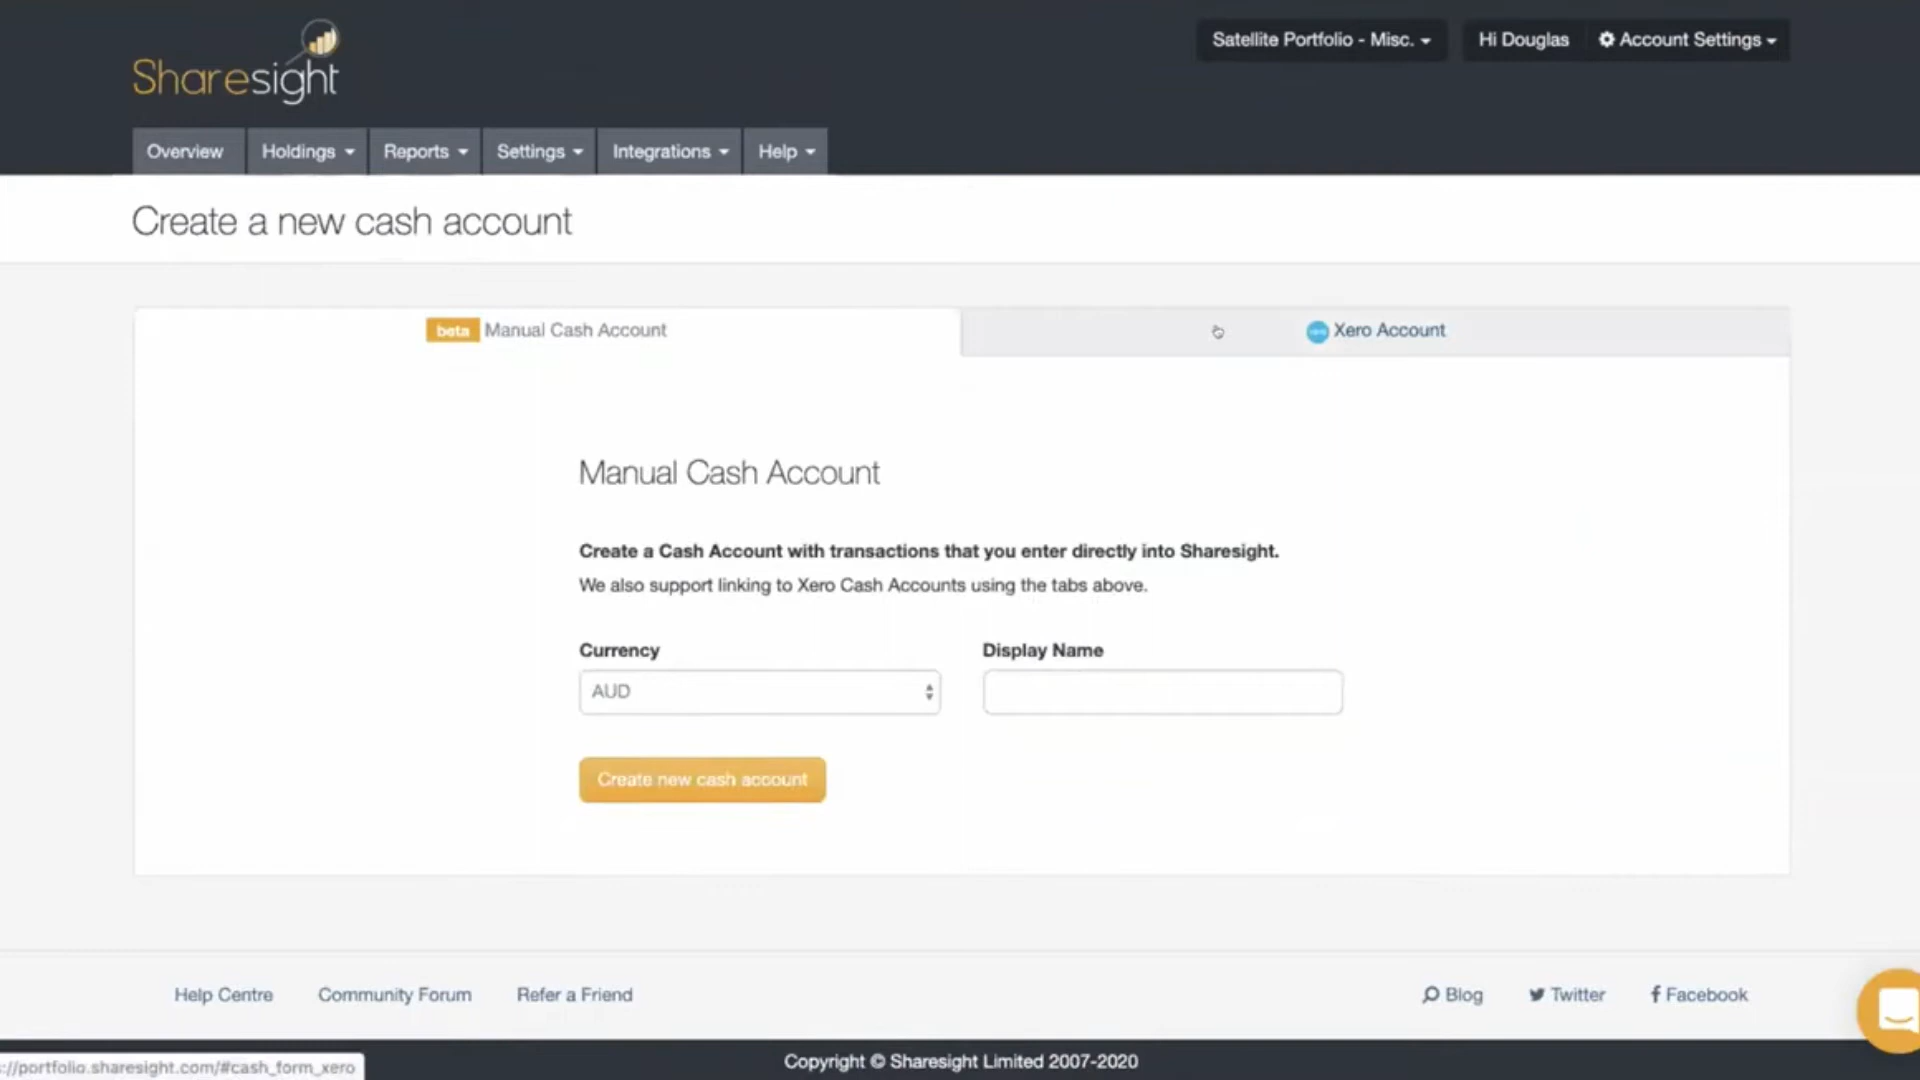 Sharesight
Satellite Portfolio - Misc.
Hi Douglas
Account Settings
Overview
Holdings
Reports
Settings
Integrations
Help
Create a new cash account
beta Manual Cash Account
Xero Account
Manual Cash Account
Create a Cash Account with transactions that you enter directly into Sharesight.
We also support linking to Xero Cash Accounts using the tabs above.
Currency
Display Name
AUD
Create new cash account
Help Centre
Community Forum
Refer a Friend
Blog
Twitter
Facebook
Copyright © Sharesight Limited 2007-2020
://portfolio.sharesight.com/#cash_form_xero